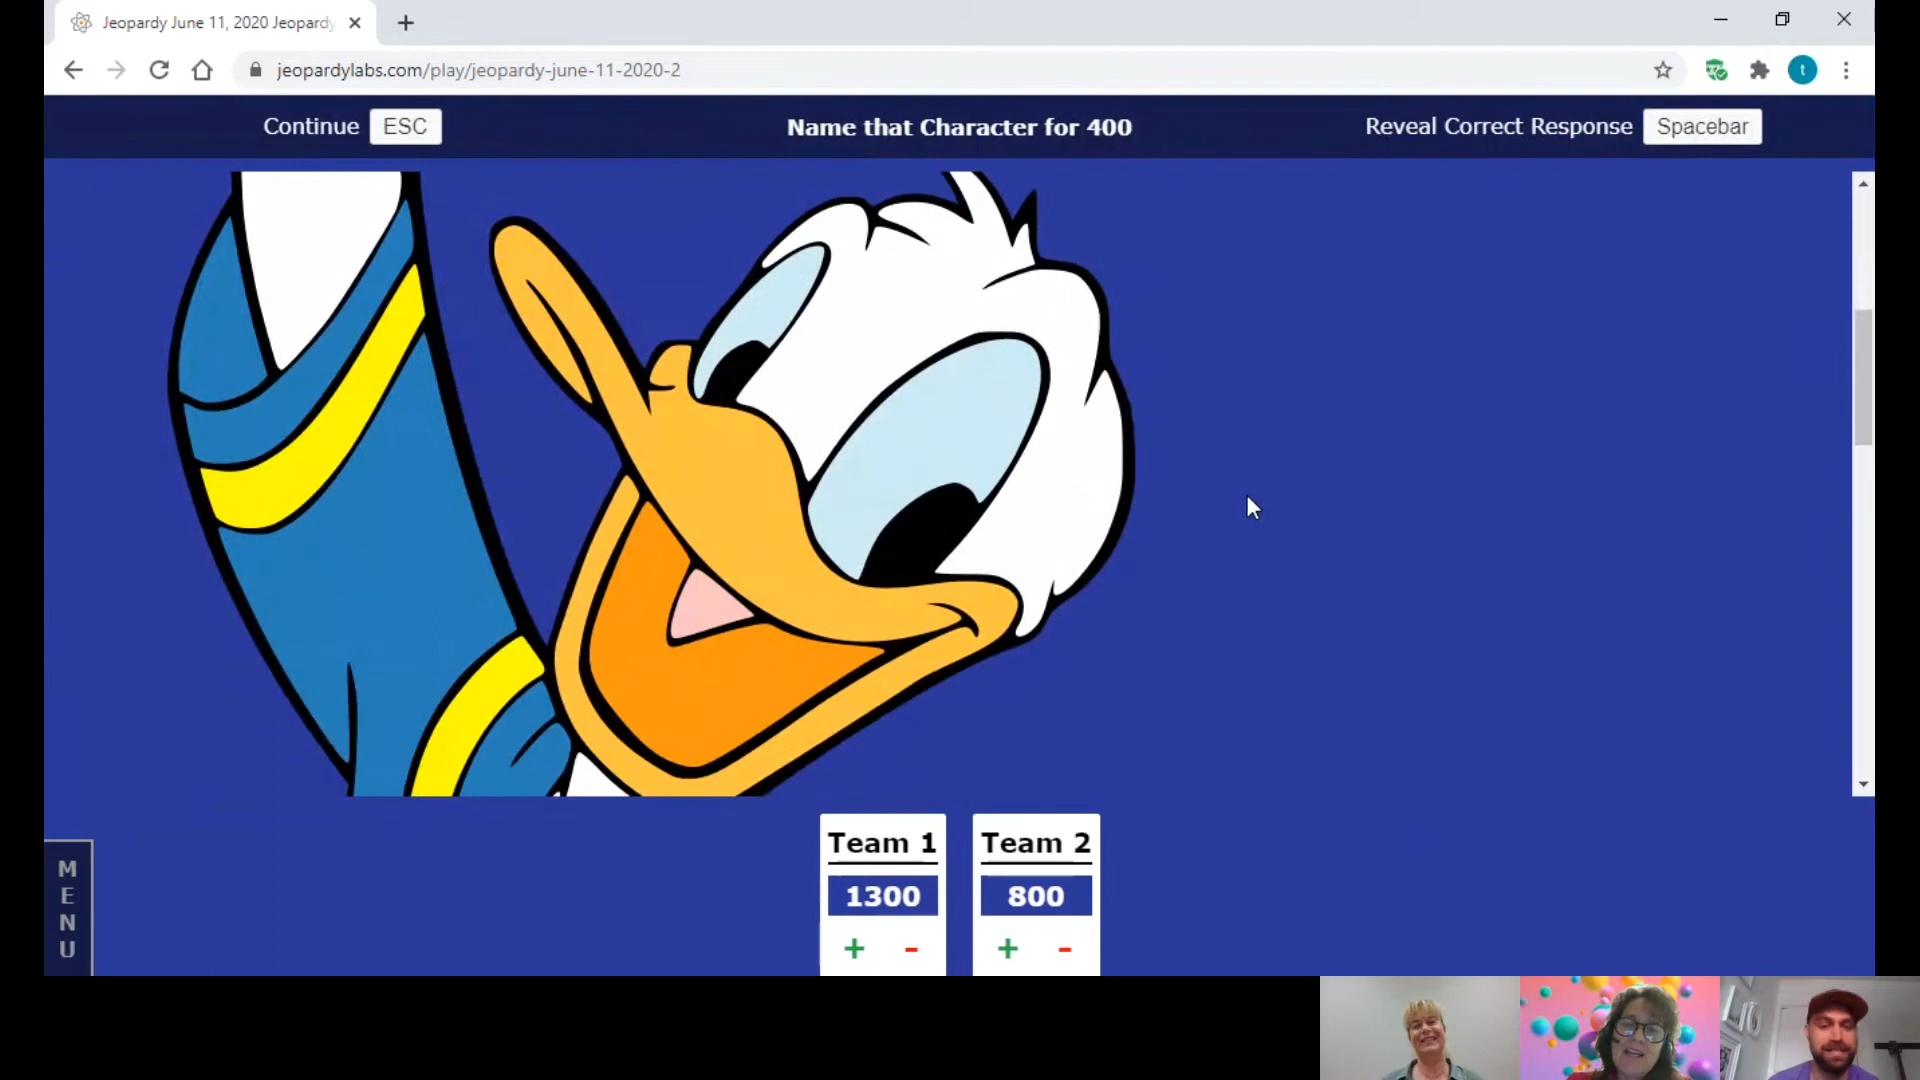 Jeopardy June 11, 2020 Jeopardy
jeopardylabs.com/play/jeopardy-june-11-2020-2
t
Continue ESC
Name that Character for 400
Reveal Correct Response Spacebar
Team 1
1300
+ -
Team 2
800
+ -
MENU